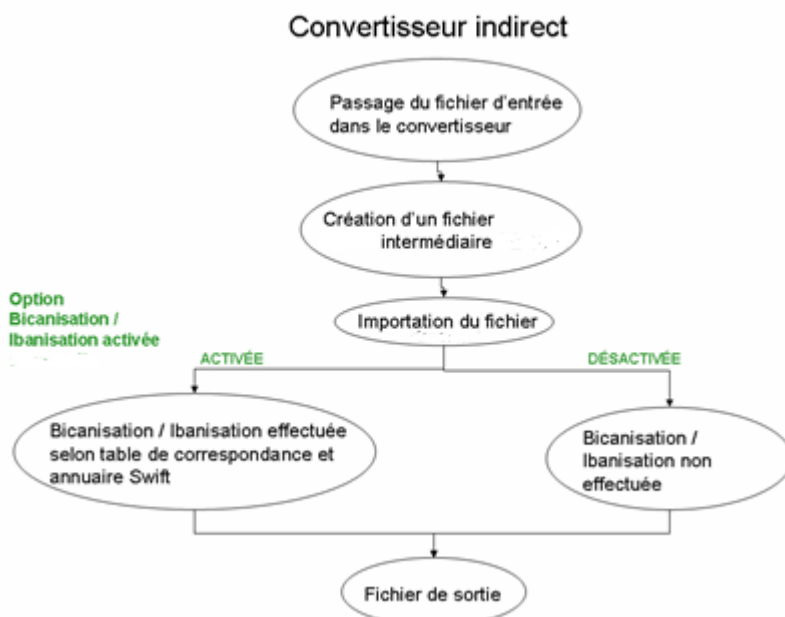 Convertisseur indirect
Passage du fichier d'entrée
dans le convertisseur
Création d'un fichier
intermédiaire
Option
Bicanisation /
Ibanisation activée
Importation du fichier
ACTIVÉE
DÉSACTIVÉE
Bicanisation / Ibanisation effectuée
selon table de correspondance et
annuaire Swift
Bicanisation /
Ibanisation non
effectuée
Fichier de sortie